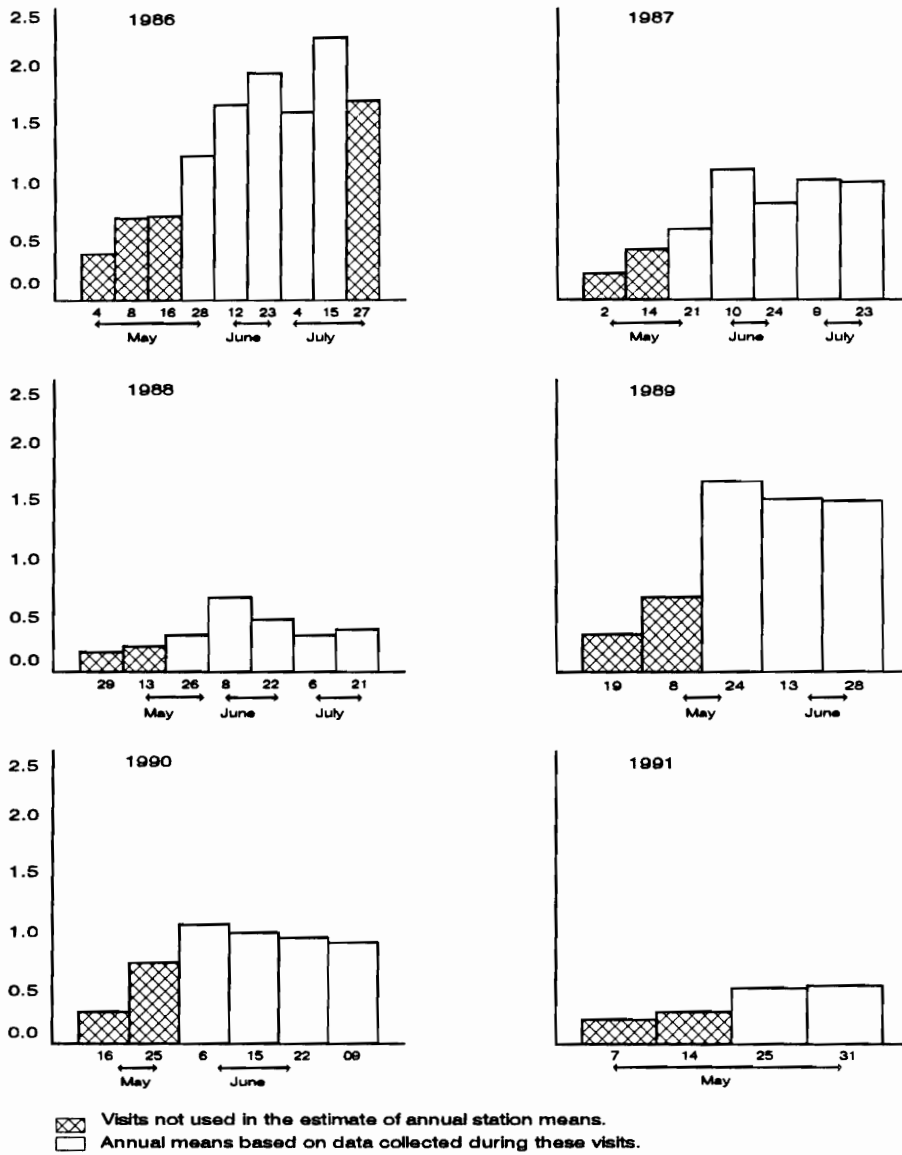 2.5
1986
2.0
1.5
1.0
0.5
0.0
4 8 16 28 12 23 4 15 27
May June July
1987
2 14 21 10 24 9 23
May June July
2.5
1988
2.0
1.5
1.0
0.5
0.0
29 13 26 8 22 6 21
May June July
1989
19 8 24 13 28
May June
2.5
1990
2.0
1.5
1.0
0.5
0.0
16 25 6 15 22 09
May June
1991
7 14 25 31
May
Visits not used in the estimate of annual station means.
Annual means based on data collected during these visits.